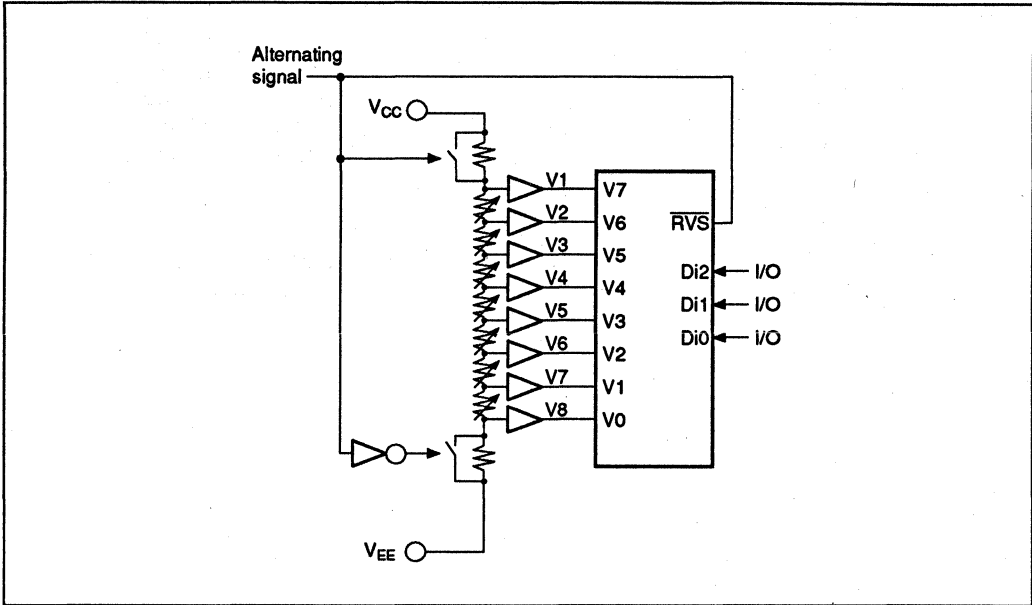 Alternating
signal
VCC
V1
V7
V2
V6
RVS
V3
V5
Di2
I/O
V4
V4
Di1
I/O
V5
V3
Di0
I/O
V6
V2
V7
V1
V8
V0
VEE